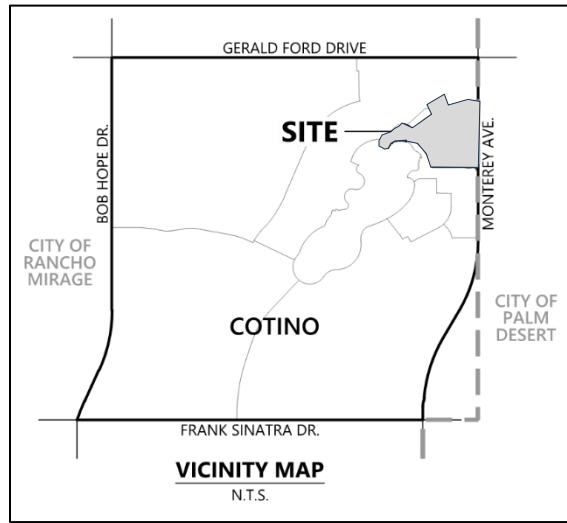 GERALD FORD DRIVE
SITE
BOB HOPE DR.
MONTEREY AVE.
CITY OF
RANCHO
MIRAGE
CITY OF
PALM
DESERT
COTINO
FRANK SINATRA DR.
VICINITY MAP
N.T.S.